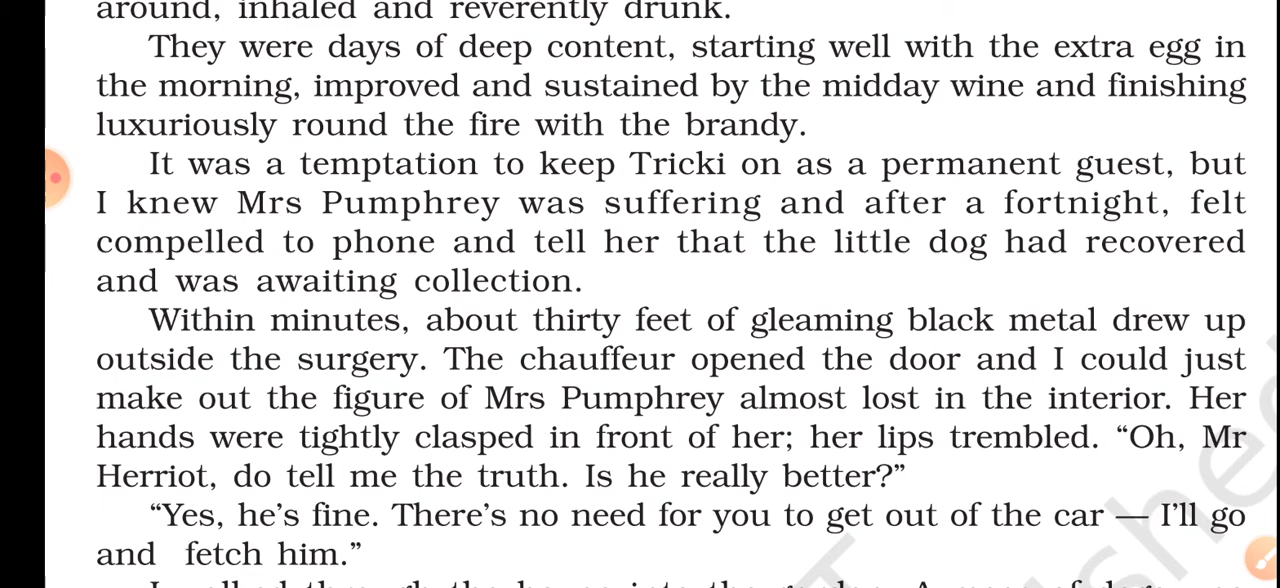 around, inhaled and reverently drunk.
They were days of deep content, starting well with the extra egg in
the morning, improved and sustained by the midday wine and finishing
luxuriously round the fire with the brandy.
It was a temptation to keep Tricki on as a permanent guest, but
I knew Mrs Pumphrey was suffering and after a fortnight, felt
compelled to phone and tell her that the little dog had recovered
and was awaiting collection.
Within minutes, about thirty feet of gleaming black metal drew up
outside the surgery. The chauffeur opened the door and I could just
make out the figure of Mrs Pumphrey almost lost in the interior. Her
hands were tightly clasped in front of her; her lips trembled. “Oh, Mr
Herriot, do tell me the truth. Is he really better?”
“Yes, he’s fine. There’s no need for you to get out of the car — I’ll go
and fetch him.”